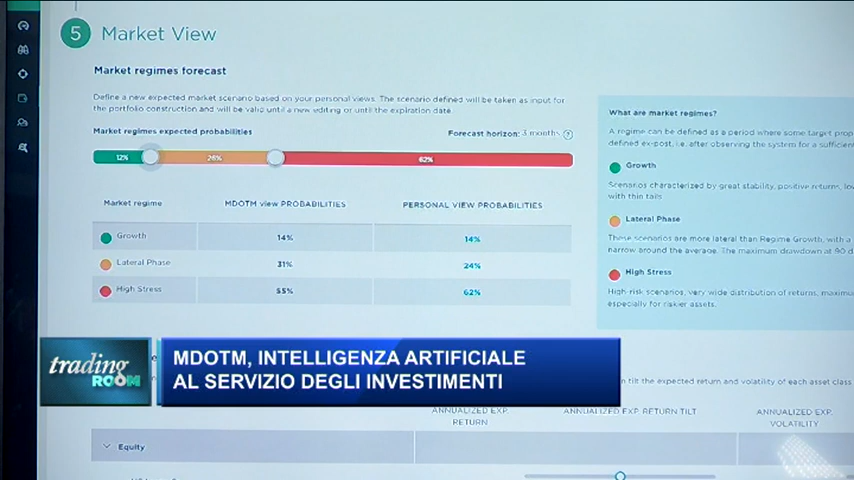 5 Market View
Market regimes forecast
Define a new expected market scenario based on your personal views. The scenario defined will be taken as input for
the portfolio construction and will be valid until a new editing or until the expiration date.
Market regimes expected probabilities
Forecast horizon: 3 months ?
12% 26% 62%
Market regime MDOTM view PROBABILITIES PERSONAL VIEW PROBABILITIES
Growth 14% 14%
Lateral Phase 31% 24%
High Stress 55% 62%
What are market regimes?
A regime can be defined as a period where some target prop
defined ex-post, i.e. after observing the system for a sufficient
Growth
Scenarios characterized by great stability, positive returns, low
with thin tails
Lateral Phase
These scenarios are more lateral than Regime Growth, with a
narrow around the average. The maximum drawdown at 90 d
High Stress
High-risk scenarios, very wide distribution of returns, maximu
especially for riskier assets.
trading
ROOM
MDOTM, INTELLIGENZA ARTIFICIALE
AL SERVIZIO DEGLI INVESTIMENTI
n tilt the expected return and volatility of each asset class
ANNUALIZED EXP.
RETURN
ANNUALIZED EXP. RETURN TILT
ANNUALIZED EXP.
VOLATILITY
Equity